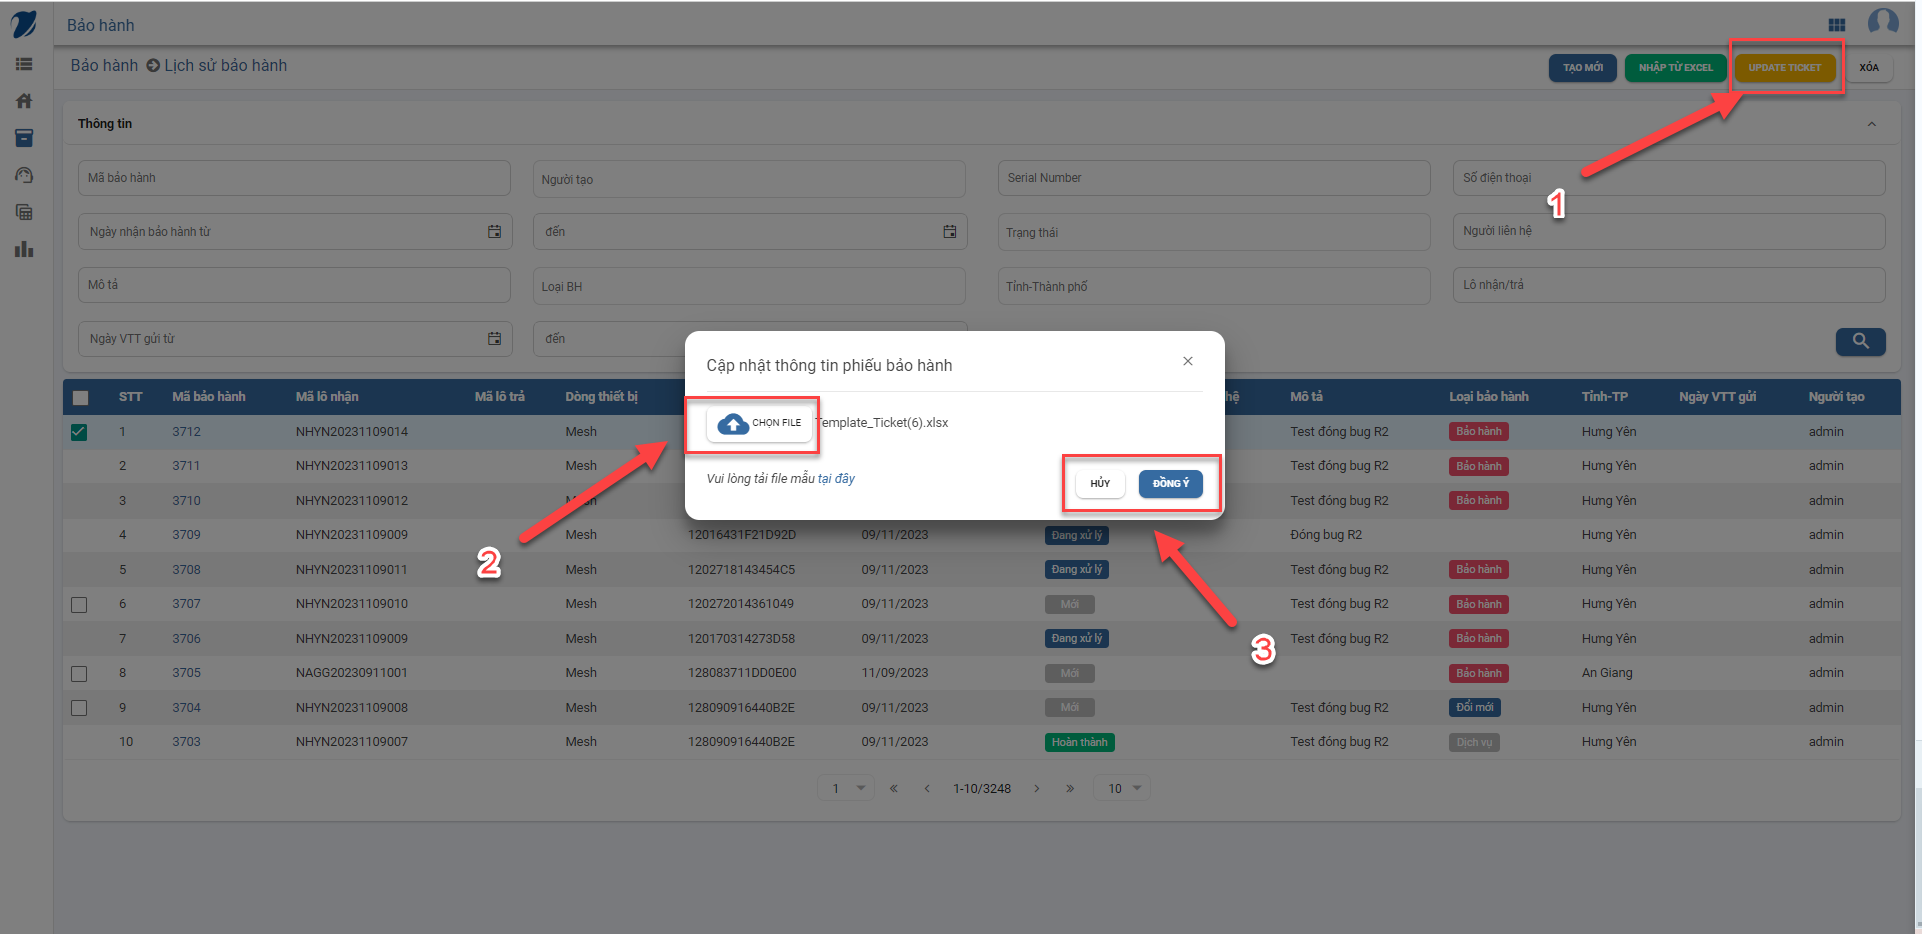 Bảo hành
Bảo hành Lịch sử bảo hành
TẠO MỚI NHẬP TỪ EXCEL UPDATE TICKET XÓA
1
Thông tin
Mã bảo hành Người tạo Serial Number Số điện thoại
Ngày nhận bảo hành từ đến Trạng thái Người liên hệ
Mô tả Loại BH Tỉnh-Thành phố Lô nhận/trả
Ngày VTT gửi từ đến
Cập nhật thông tin phiếu bảo hành
CHỌN FILE Template_Ticket(6).xlsx
Vui lòng tải file mẫu tại đây
HỦY ĐỒNG Ý
2
3
STT Mã bảo hành Mã lô nhận Mã lô trả Dòng thiết bị hệ Mô tả Loại bảo hành Tỉnh-TP Ngày VTT gửi Người tạo
1 3712 NHYN20231109014 Mesh Test đóng bug R2 Bảo hành Hưng Yên admin
2 3711 NHYN20231109013 Mesh Test đóng bug R2 Bảo hành Hưng Yên admin
3 3710 NHYN20231109012 Mesh Test đóng bug R2 Bảo hành Hưng Yên admin
4 3709 NHYN20231109009 Mesh 12016431F21D92D 09/11/2023 Đang xử lý Đóng bug R2 Hưng Yên admin
5 3708 NHYN20231109011 Mesh 1202718143454C5 09/11/2023 Đang xử lý Test đóng bug R2 Bảo hành Hưng Yên admin
6 3707 NHYN20231109010 Mesh 120272014361049 09/11/2023 Mới Test đóng bug R2 Bảo hành Hưng Yên admin
7 3706 NHYN20231109009 Mesh 120170314273D58 09/11/2023 Đang xử lý Test đóng bug R2 Bảo hành Hưng Yên admin
8 3705 NAGG20230911001 128083711DD0E00 11/09/2023 Mới Bảo hành An Giang admin
9 3704 NHYN20231109008 Mesh 128090916440B2E 09/11/2023 Mới Test đóng bug R2 Đổi mới Hưng Yên admin
10 3703 NHYN20231109007 Mesh 128090916440B2E 09/11/2023 Hoàn thành Test đóng bug R2 Dịch vụ Hưng Yên admin
1 « ‹ 1-10/3248 › » 10